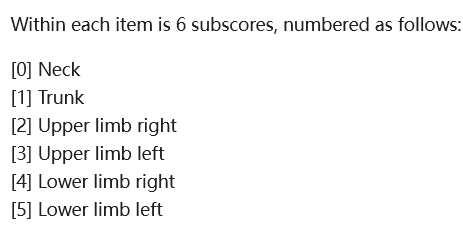 Within each item is 6 subscores, numbered as follows:
[0] Neck
[1] Trunk
[2] Upper limb right
[3] Upper limb left
[4] Lower limb right
[5] Lower limb left